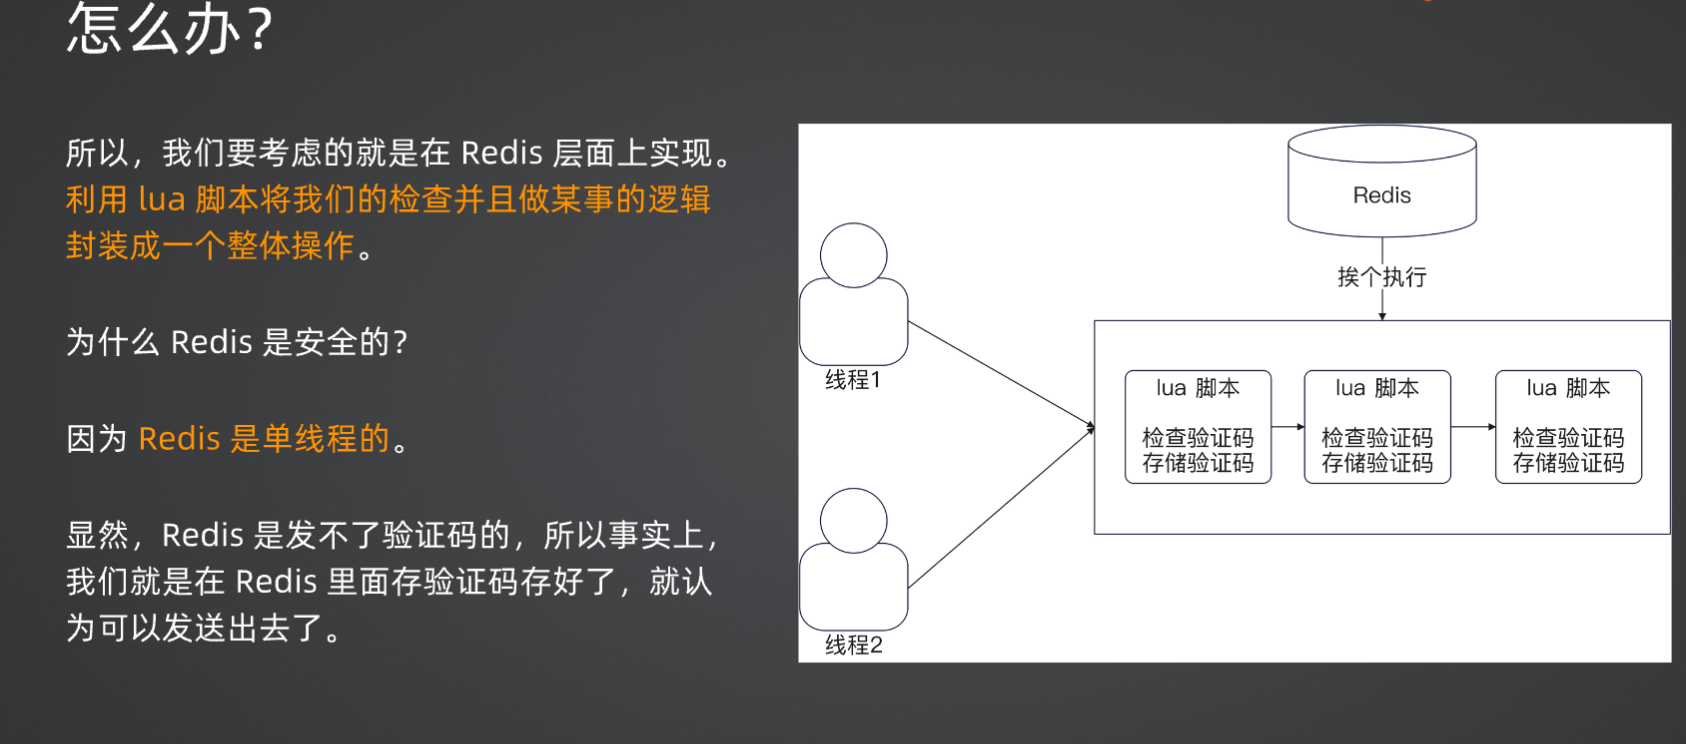 怎么办？
所以，我们要考虑的就是在 Redis 层面上实现。
利用 lua 脚本将我们的检查并且做某事的逻辑
封装成一个整体操作。
为什么 Redis 是安全的？
因为 Redis 是单线程的。
显然，Redis 是发不了验证码的，所以事实上，
我们就是在 Redis 里面存验证码存好了，就认
为可以发送出去了。
Redis
挨个执行
线程1
lua 脚本
检查验证码
存储验证码
lua 脚本
检查验证码
存储验证码
lua 脚本
检查验证码
存储验证码
线程2